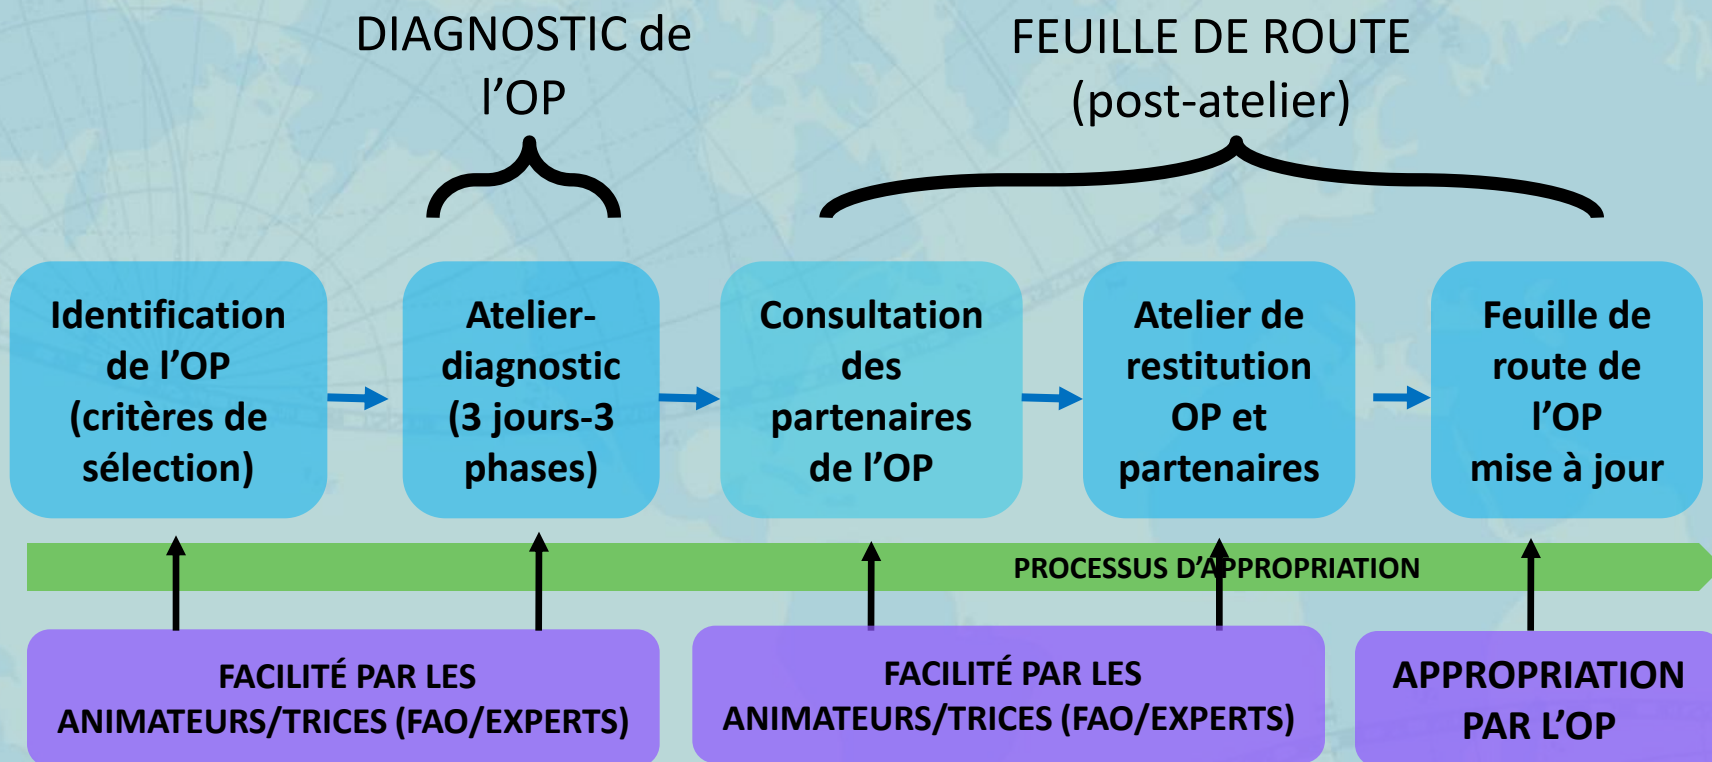 DIAGNOSTIC de
l’OP
FEUILLE DE ROUTE
(post-atelier)
Identification
de l’OP
(critères de
sélection)
Atelier-
diagnostic
(3 jours-3
phases)
Consultation
des
partenaires
de l’OP
Atelier de
restitution
OP et
partenaires
Feuille de
route de
l’OP
mise à jour
PROCESSUS D’APPROPRIATION
FACILITÉ PAR LES
ANIMATEURS/TRICES (FAO/EXPERTS)
FACILITÉ PAR LES
ANIMATEURS/TRICES (FAO/EXPERTS)
APPROPRIATION
PAR L’OP